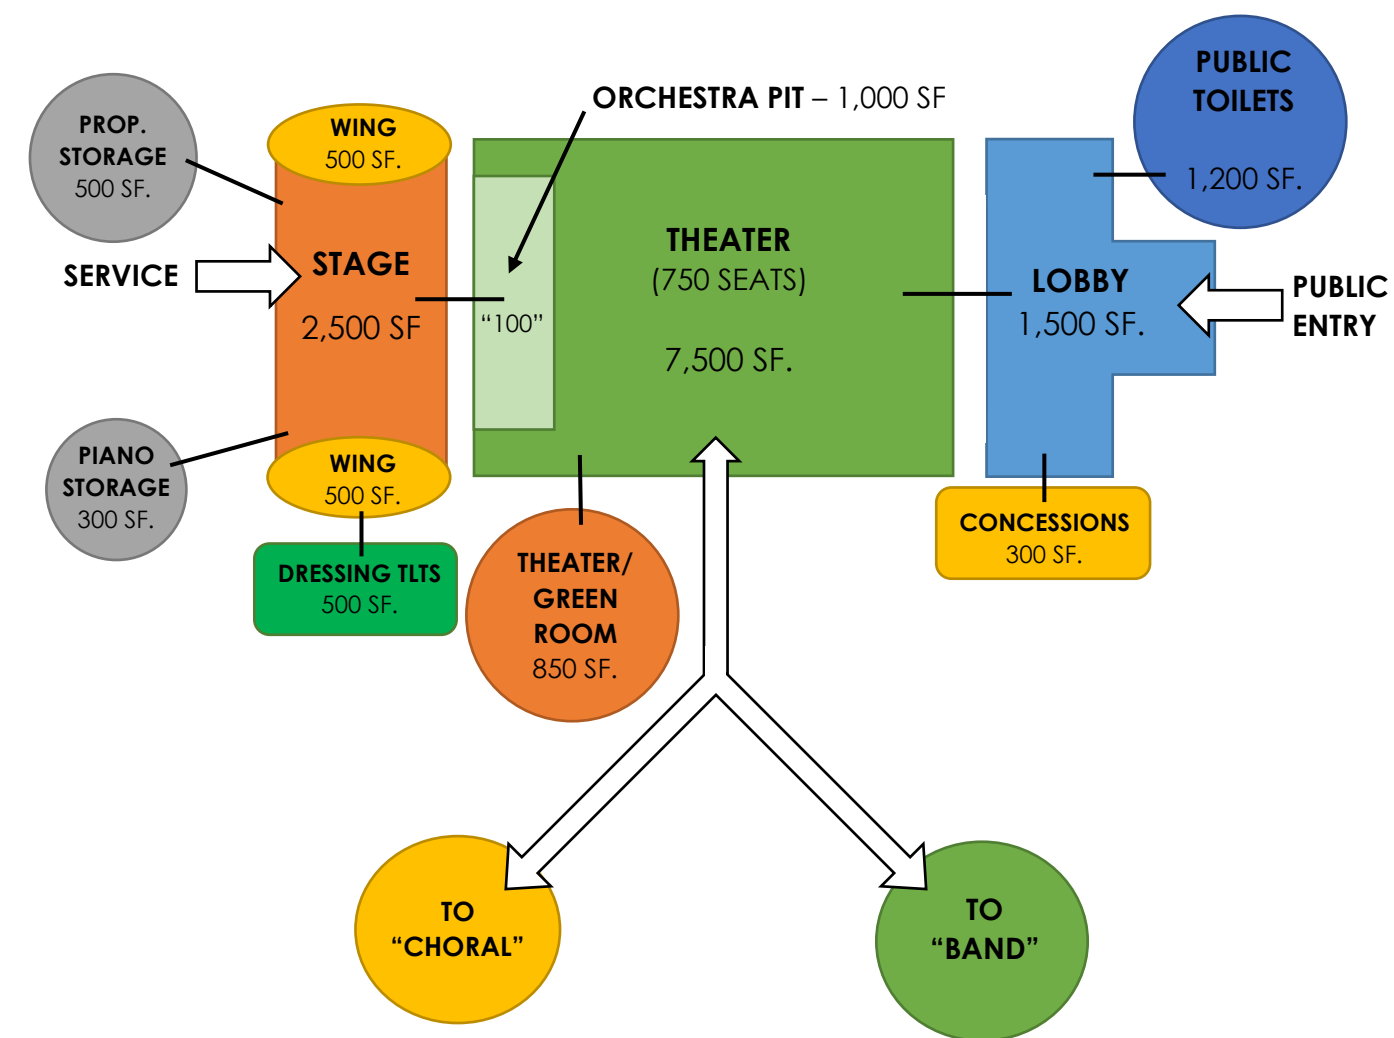 PROP.
STORAGE
500 SF.
WING
500 SF.
ORCHESTRA PIT – 1,000 SF
PUBLIC
TOILETS
1,200 SF.
SERVICE
STAGE
2,500 SF
“100”
THEATER
(750 SEATS)
7,500 SF.
LOBBY
1,500 SF.
PUBLIC
ENTRY
PIANO
STORAGE
300 SF.
WING
500 SF.
DRESSING TLTS
500 SF.
THEATER/
GREEN
ROOM
850 SF.
CONCESSIONS
300 SF.
TO
“CHORAL”
TO
“BAND”